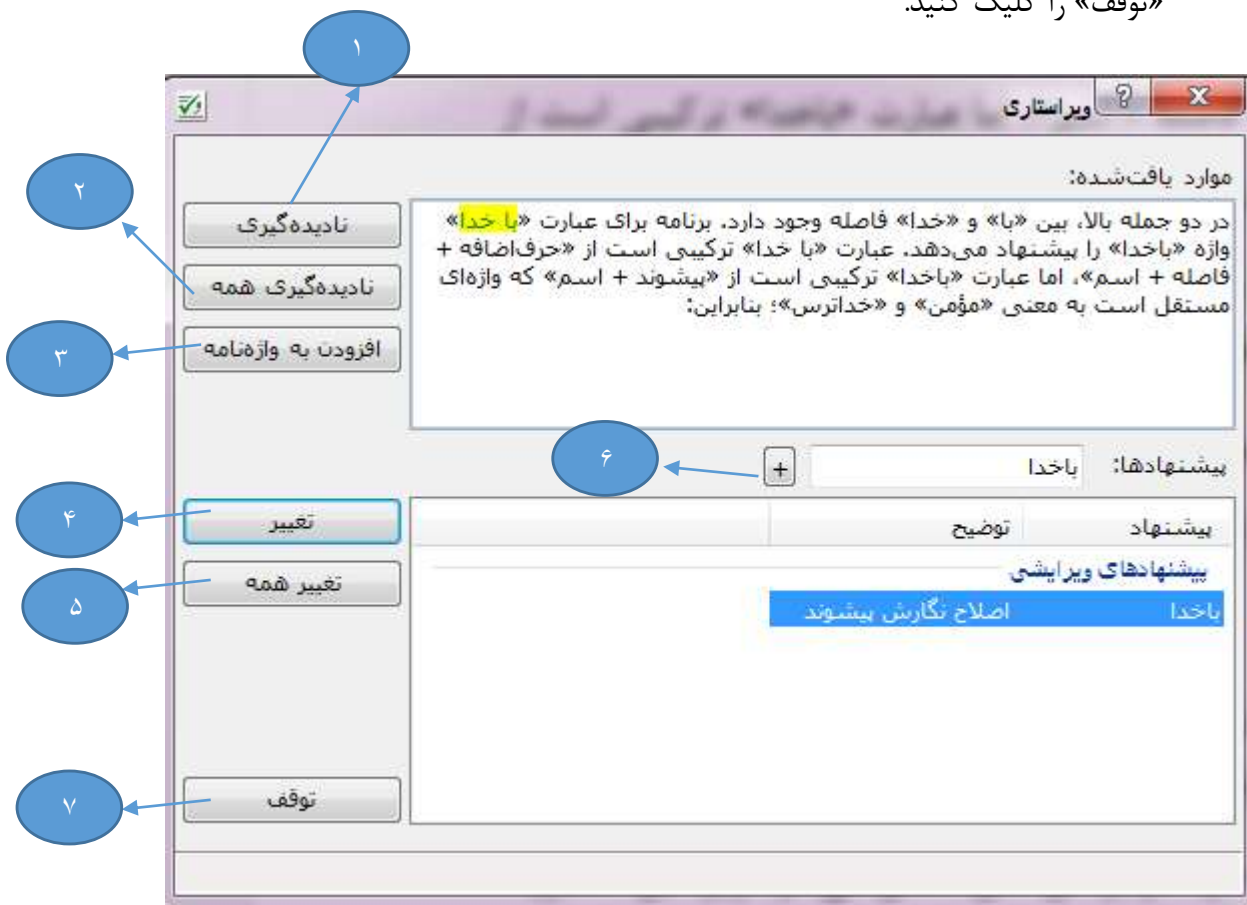 «توقف» را کلیک کنید.
۱
ویراستاری
موارد یافت‌شده:
۲
نادیده‌گیری
در دو جمله بالا، بین «با» و «خدا» فاصله وجود دارد. برنامه برای عبارت «با خدا»
واژه «باخدا» را پیشنهاد می‌دهد. عبارت «با خدا» ترکیبی است از «حرف‌اضافه +
فاصله + اسم»، اما عبارت «باخدا» ترکیبی است از «پیشوند + اسم» که واژه‌ای
مستقل است به معنی «مؤمن» و «خداترس»؛ بنابراین:
نادیده‌گیری همه
۳
افزودن به واژه‌نامه
پیشنهادها:
باخدا
+
۶
۴
تغییر
پیشنهاد
توضیح
پیشنهادهای ویرایشی
۵
تغییر همه
باخدا
اصلاح نگارش پیشوند
۷
توقف